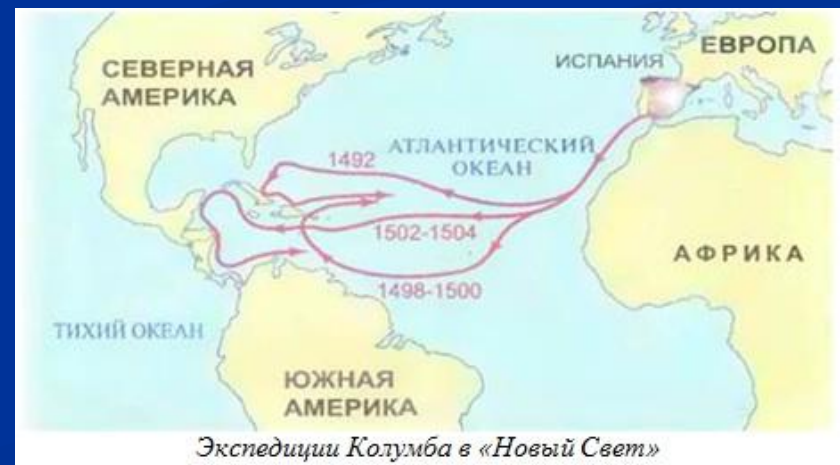 СЕВЕРНАЯ
АМЕРИКА
ИСПАНИЯ
ЕВРОПА
1492
АТЛАНТИЧЕСКИЙ
ОКЕАН
1502-1504
1498-1500
АФРИКА
ТИХИЙ ОКЕАН
ЮЖНАЯ
АМЕРИКА
Экспедиции Колумба в «Новый Свет»